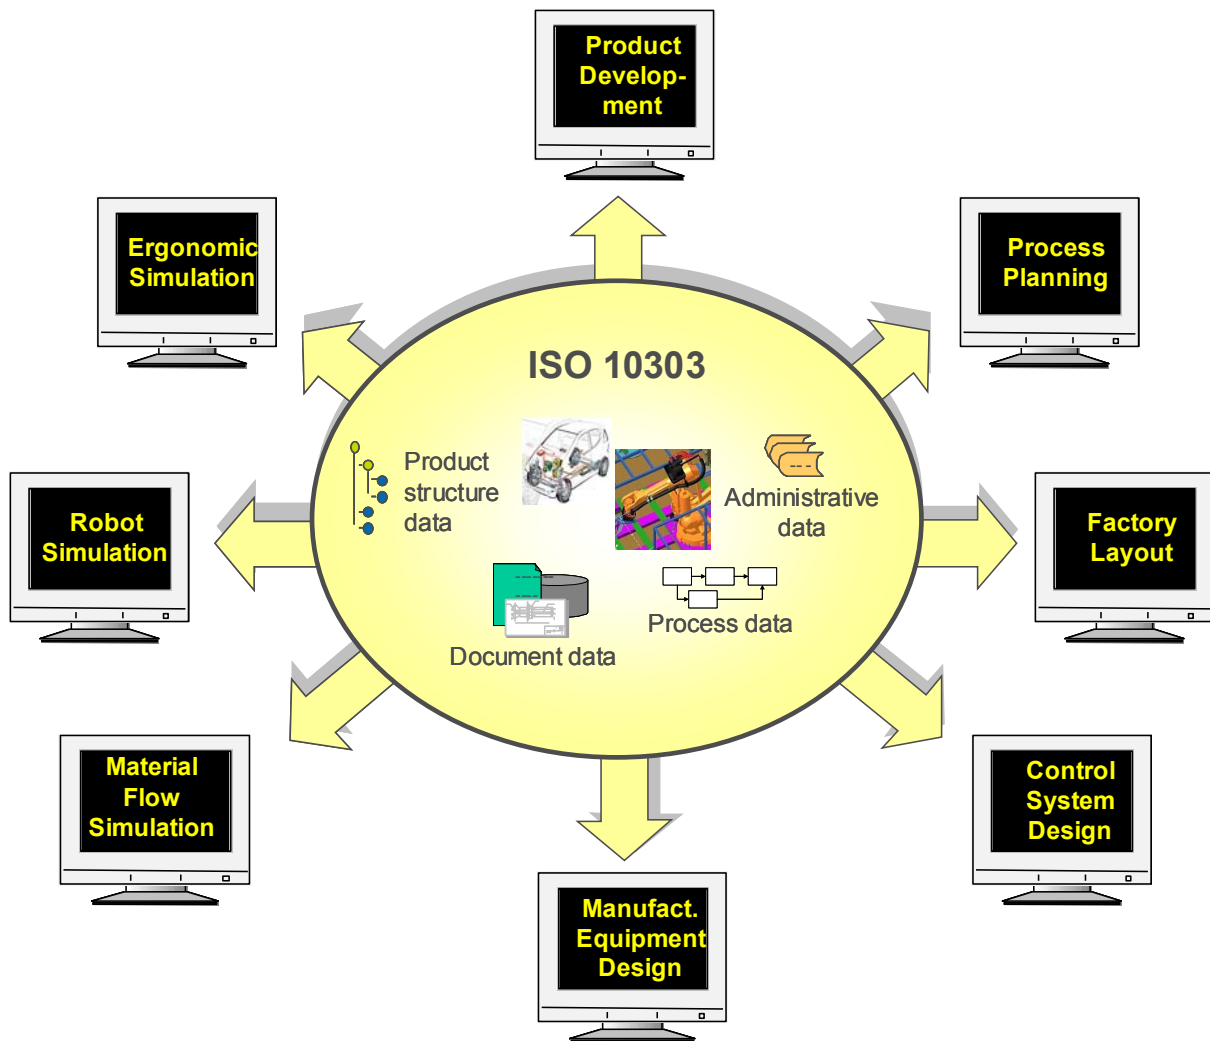 Product
Develop-
ment
Ergonomic
Simulation
Process
Planning
ISO 10303
Product
structure
data
Administrative
data
Robot
Simulation
Factory
Layout
Process data
Document data
Material
Flow
Simulation
Control
System
Design
Manufact.
Equipment
Design